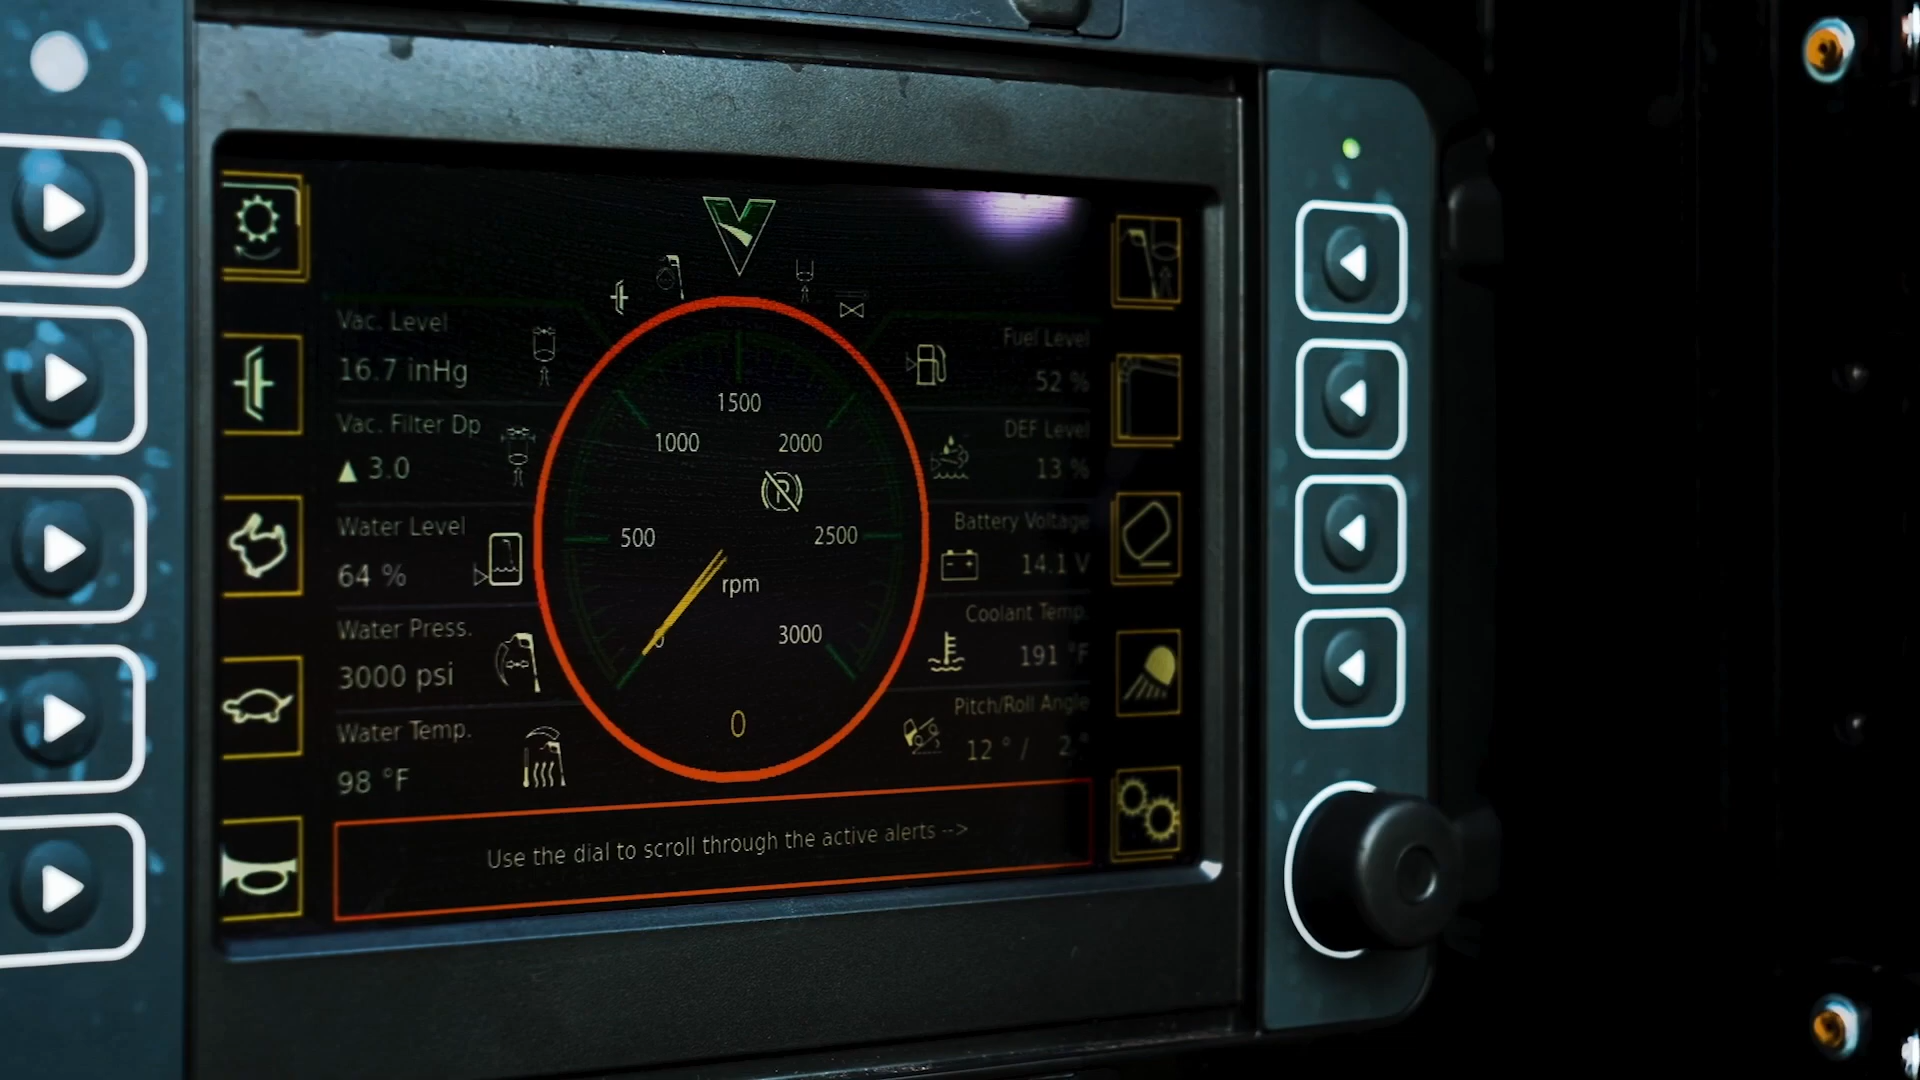 Vac. Level
16.7 inHg
Vac. Filter Dp
▲ 3.0
Water Level
64 %
Water Press.
3000 psi
Water Temp.
98 °F
1500
1000
2000
P
500
2500
rpm
0
3000
0
Fuel Level
52 %
DEF Level
13 %
Battery Voltage
14.1 V
Coolant Temp.
191 °F
Pitch/Roll Angle
12 ° / 2 °
Use the dial to scroll through the active alerts -->